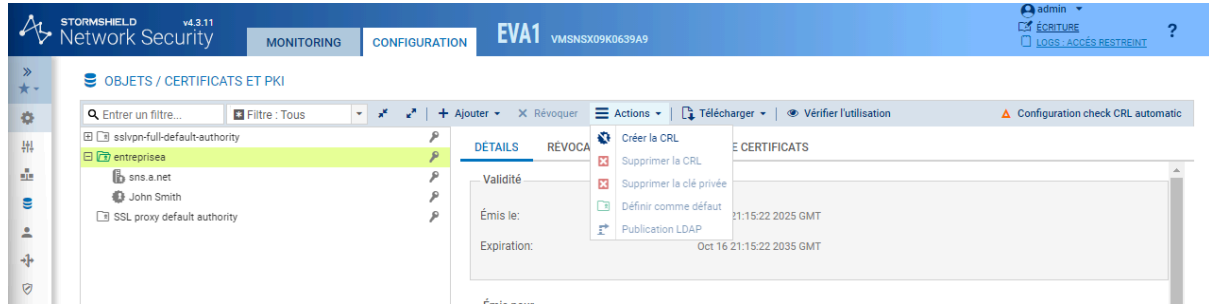 STORMSHIELD v4.3.11
Network Security
MONITORING
CONFIGURATION
EVA1 VMSNSX09K0639A9
admin
ÉCRITURE
LOGS : ACCÈS RESTREINT
?
OBJETS / CERTIFICATS ET PKI
Entrer un filtre...
Filtre : Tous
Ajouter
Révoquer
Actions
Télécharger
Vérifier l'utilisation
Configuration check CRL automatic
sslvpn-full-default-authority
entreprisea
sns.a.net
John Smith
SSL proxy default authority
Créer la CRL
Supprimer la CRL
Supprimer la clé privée
Définir comme défaut
Publication LDAP
DÉTAILS
RÉVOCA
E CERTIFICATS
Validité
Émis le:
21:15:22 2025 GMT
Expiration:
Oct 16 21:15:22 2035 GMT